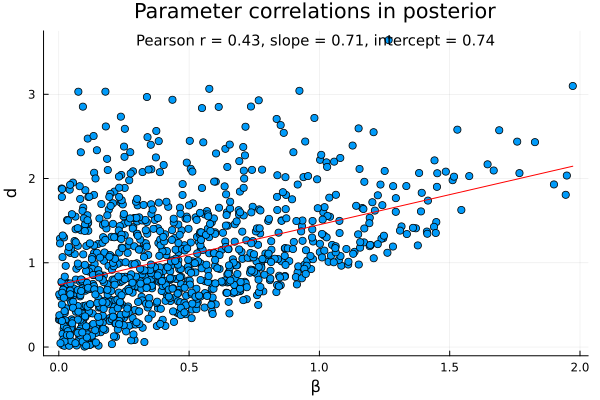 Parameter correlations in posterior
Pearson r = 0.43, slope = 0.71, intercept = 0.74
3
2
1
0
d
0.0 0.5 1.0 1.5 2.0
β